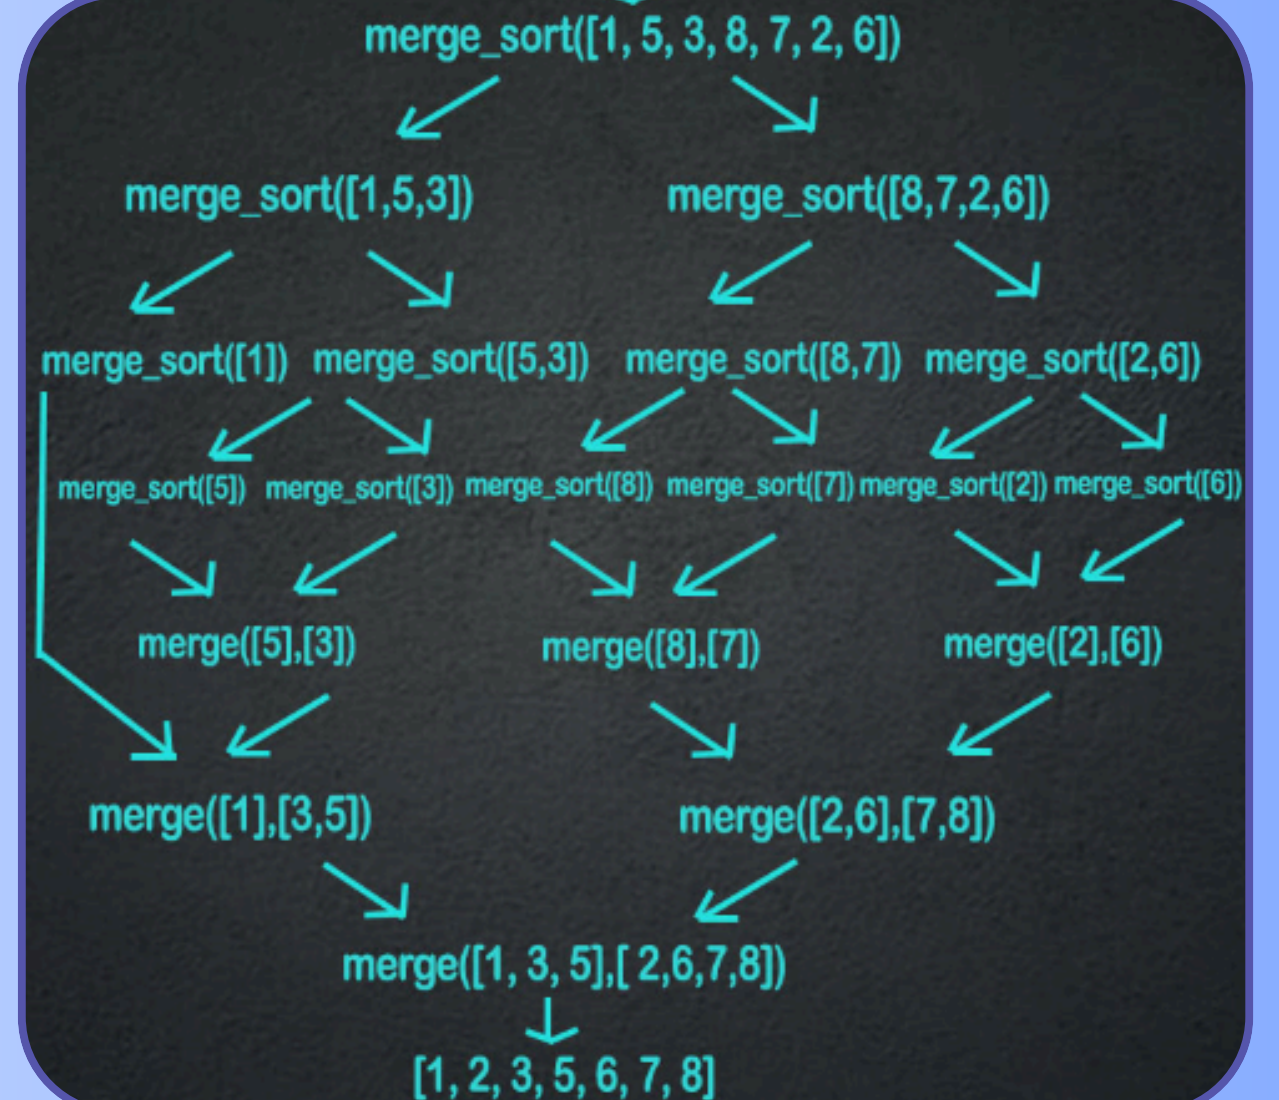 merge_sort([1, 5, 3, 8, 7, 2, 6])
merge_sort([1,5,3]) merge_sort([8,7,2,6])
merge_sort([1]) merge_sort([5,3]) merge_sort([8,7]) merge_sort([2,6])
merge_sort([5]) merge_sort([3]) merge_sort([8]) merge_sort([7]) merge_sort([2]) merge_sort([6])
merge([5],[3]) merge([8],[7]) merge([2],[6])
merge([1],[3,5]) merge([2,6],[7,8])
merge([1, 3, 5],[ 2,6,7,8])
[1, 2, 3, 5, 6, 7, 8]